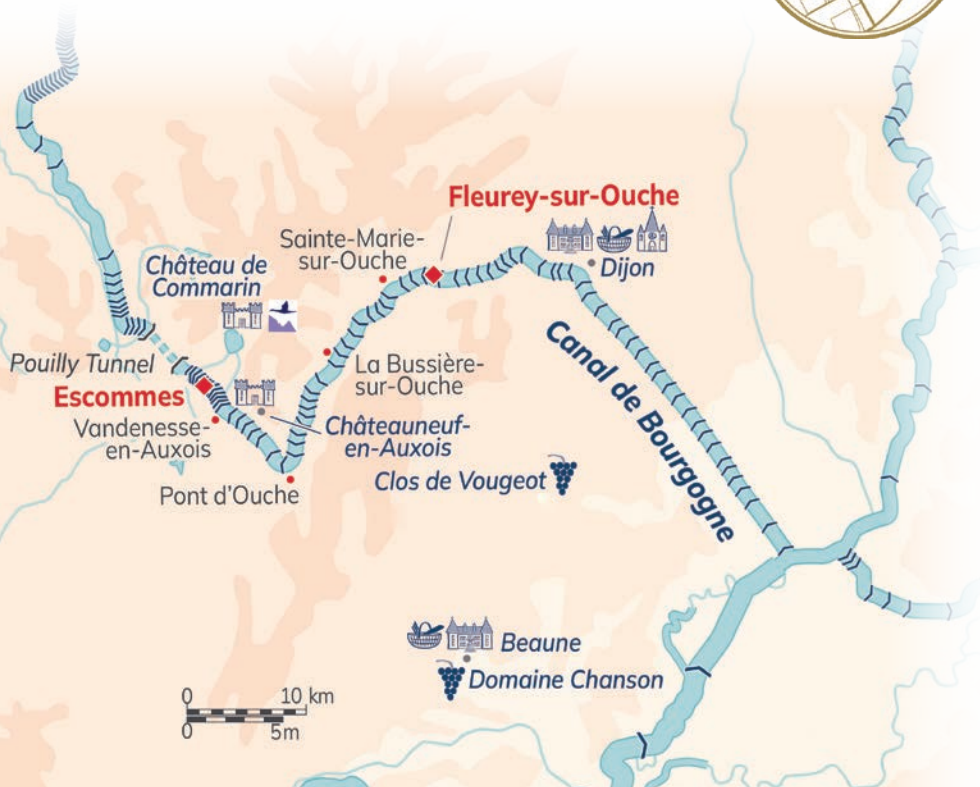 Fleurey-sur-Ouche
Sainte-Marie-
sur-Ouche
Dijon
Château de
Commarin
Pouilly Tunnel
Escommes
Vandenesse-
en-Auxois
La Bussière-
sur-Ouche
Châteauneuf-
en-Auxois
Pont d'Ouche
Clos de Vougeot
Canal de Bourgogne
Beaune
Domaine Chanson
0 10 km
0 5m